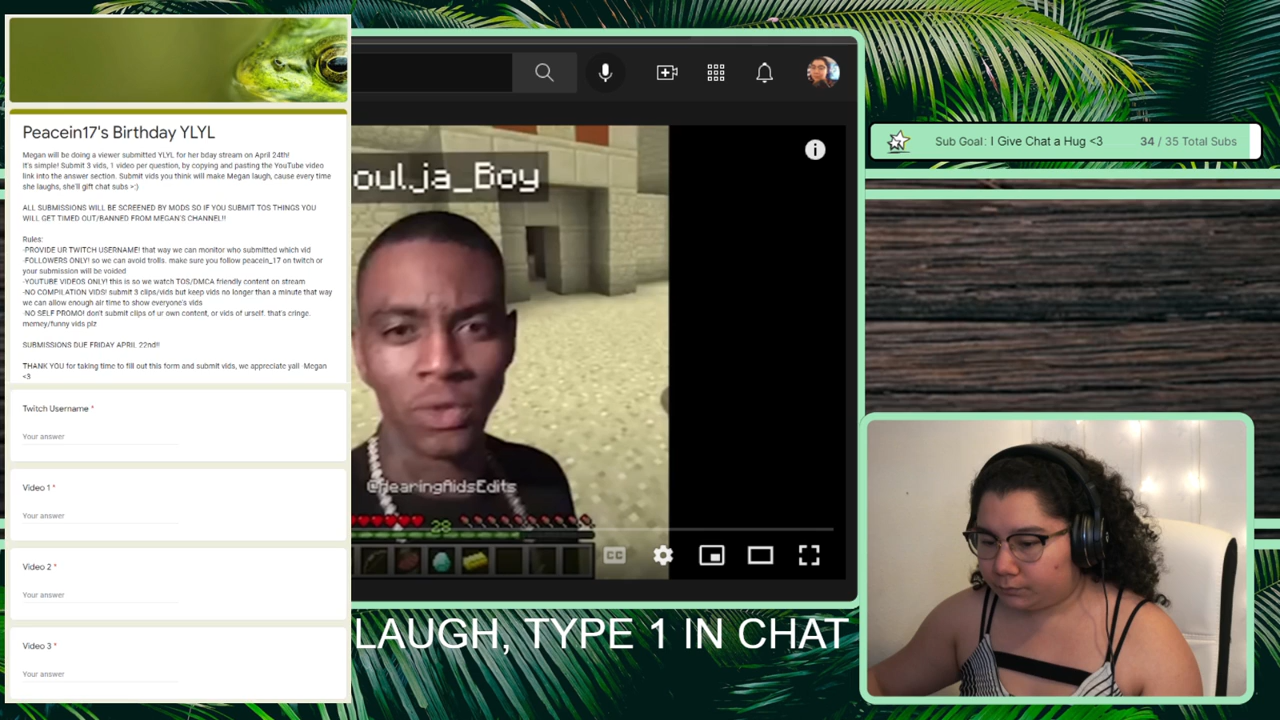 Peacein17's Birthday YLYL
Megan will be doing a viewer submitted YLYL for her bday stream on April 24th!
It's simple! Submit 3 vids, 1 video per question, by copying and pasting the YouTube video
link into the answer section. Submit vids you think will make Megan laugh, cause every time
she laughs, she'll gift chat subs >:)
ALL SUBMISSIONS WILL BE SCREENED BY MODS SO IF YOU SUBMIT TOS THINGS YOU
WILL GET TIMED OUT/BANNED FROM MEGAN'S CHANNEL!!
Rules:
-PROVIDE UR TWITCH USERNAME! that way we can monitor who submitted which vid
-FOLLOWERS ONLY! so we can avoid trolls. make sure you follow peacein_17 on twitch or
your submission will be voided
-YOUTUBE VIDEOS ONLY! this is so we watch TOS/DMCA friendly content on stream
-NO COMPILATION VIDS! submit 3 clips/vids but keep vids no longer than a minute that way
we can allow enough air time to show everyone's vids
-NO SELF PROMO! don't submit clips of ur own content, or vids of urself. that's cringe.
memey/funny vids plz
SUBMISSIONS DUE FRIDAY APRIL 22nd!!
THANK YOU for taking time to fill out this form and submit vids, we appreciate yall Megan
<3
Twitch Username *
Your answer
Video 1 *
Your answer
Video 2 *
Your answer
Video 3 *
Your answer
oulja_Boy
@HearingAidsEdits
28
CC
LAUGH, TYPE 1 IN CHAT
Sub Goal: I Give Chat a Hug <3 34 / 35 Total Subs